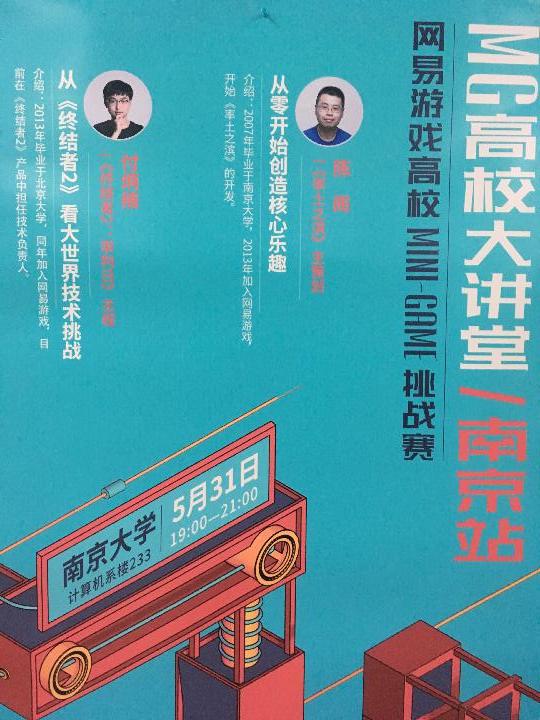 MG高校大讲堂/南京站
网易游戏高校 MINI-GAME 挑战赛
《率土之滨》主策划
从零开始创造核心乐趣
介绍：2007年毕业于南京大学，2013年加入网易游戏，
开始《率土之滨》的开发。
从《终结者2》看大世界技术挑战
介绍：2013年毕业于北京大学，同年加入网易游戏，目
前在《终结者2》产品中担任技术负责人。
南京大学
计算机系楼233
5月31日
19:00—21:00